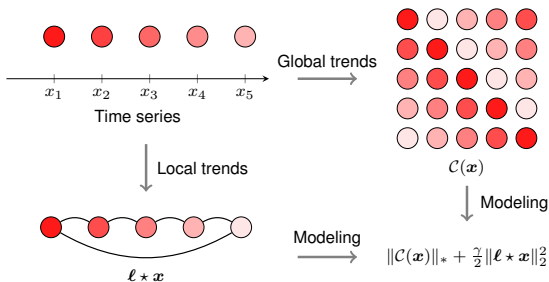 Global trends
x₁ x₂ x₃ x₄ x₅
Time series
𝒞(𝒙)
Local trends
Modeling
Modeling
ℓ ⋆ 𝒙
‖𝒞(𝒙)‖∗ + γ/2‖ℓ ⋆ 𝒙‖²₂